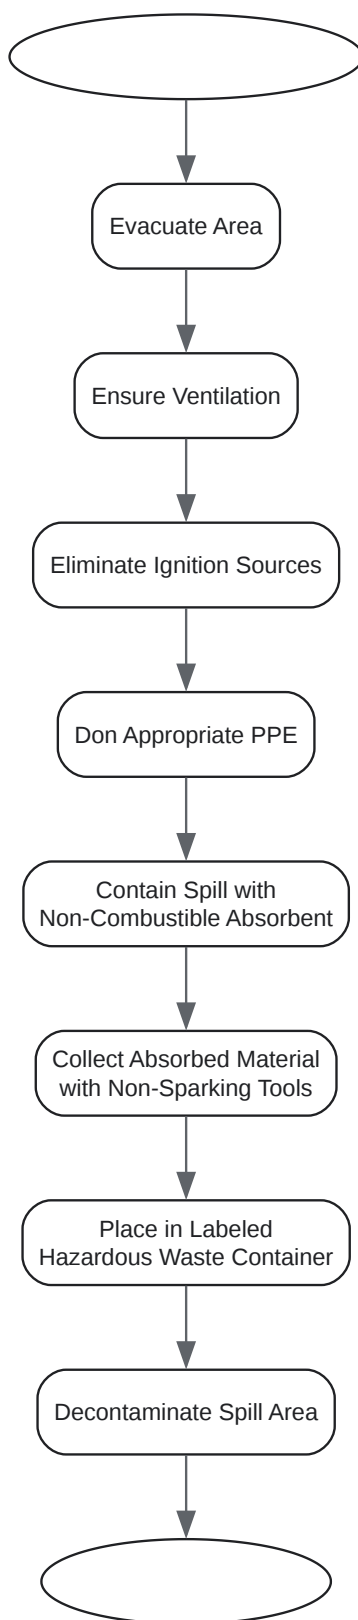 Evacuate Area
Ensure Ventilation
Eliminate Ignition Sources
Don Appropriate PPE
Contain Spill with
Non-Combustible Absorbent
Collect Absorbed Material
with Non-Sparking Tools
Place in Labeled
Hazardous Waste Container
Decontaminate Spill Area